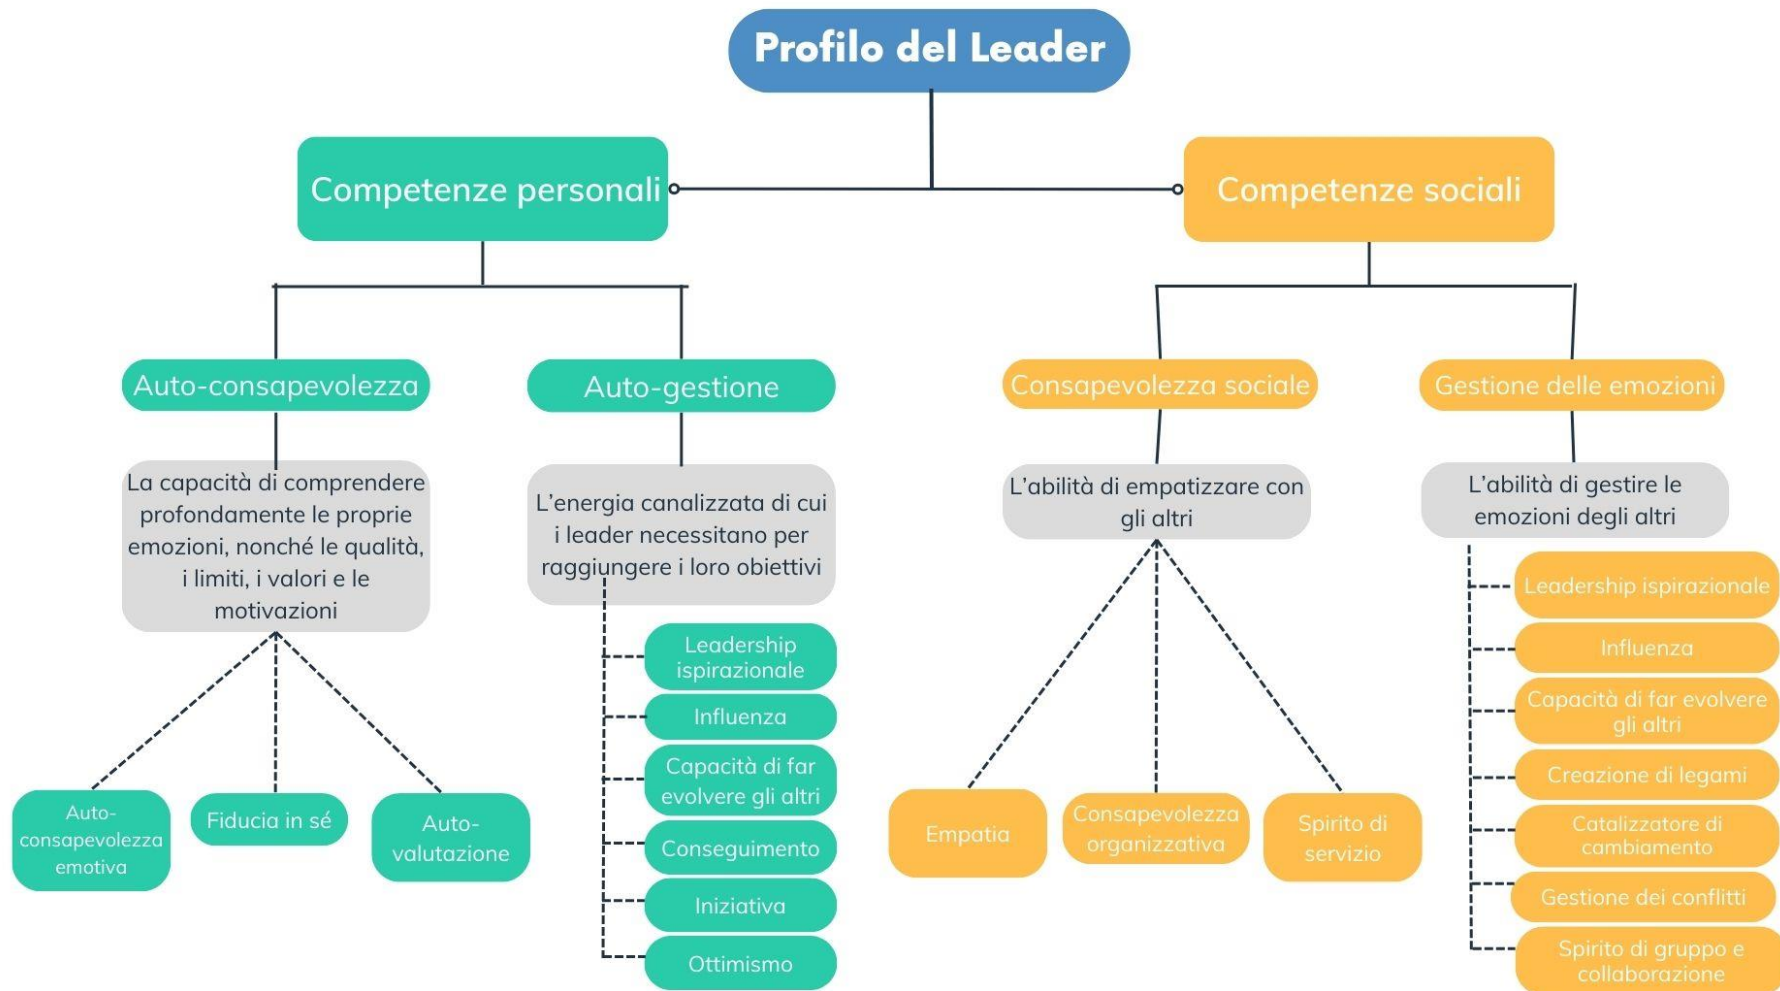 Profilo del Leader
Competenze personali
Competenze sociali
Auto-consapevolezza
Auto-gestione
Consapevolezza sociale
Gestione delle emozioni
La capacità di comprendere
profondamente le proprie
emozioni, nonché le qualità,
i limiti, i valori e le
motivazioni
L'energia canalizzata di cui
i leader necessitano per
raggiungere i loro obiettivi
L'abilità di empatizzare con
gli altri
L'abilità di gestire le
emozioni degli altri
Auto-
consapevolezza
emotiva
Fiducia in sé
Auto-
valutazione
Leadership
ispirazionale
Influenza
Capacità di far
evolvere gli altri
Conseguimento
Iniziativa
Ottimismo
Empatia
Consapevolezza
organizzativa
Spirito di
servizio
Leadership ispirazionale
Influenza
Capacità di far evolvere
gli altri
Creazione di legami
Catalizzatore di
cambiamento
Gestione dei conflitti
Spirito di gruppo e
collaborazione